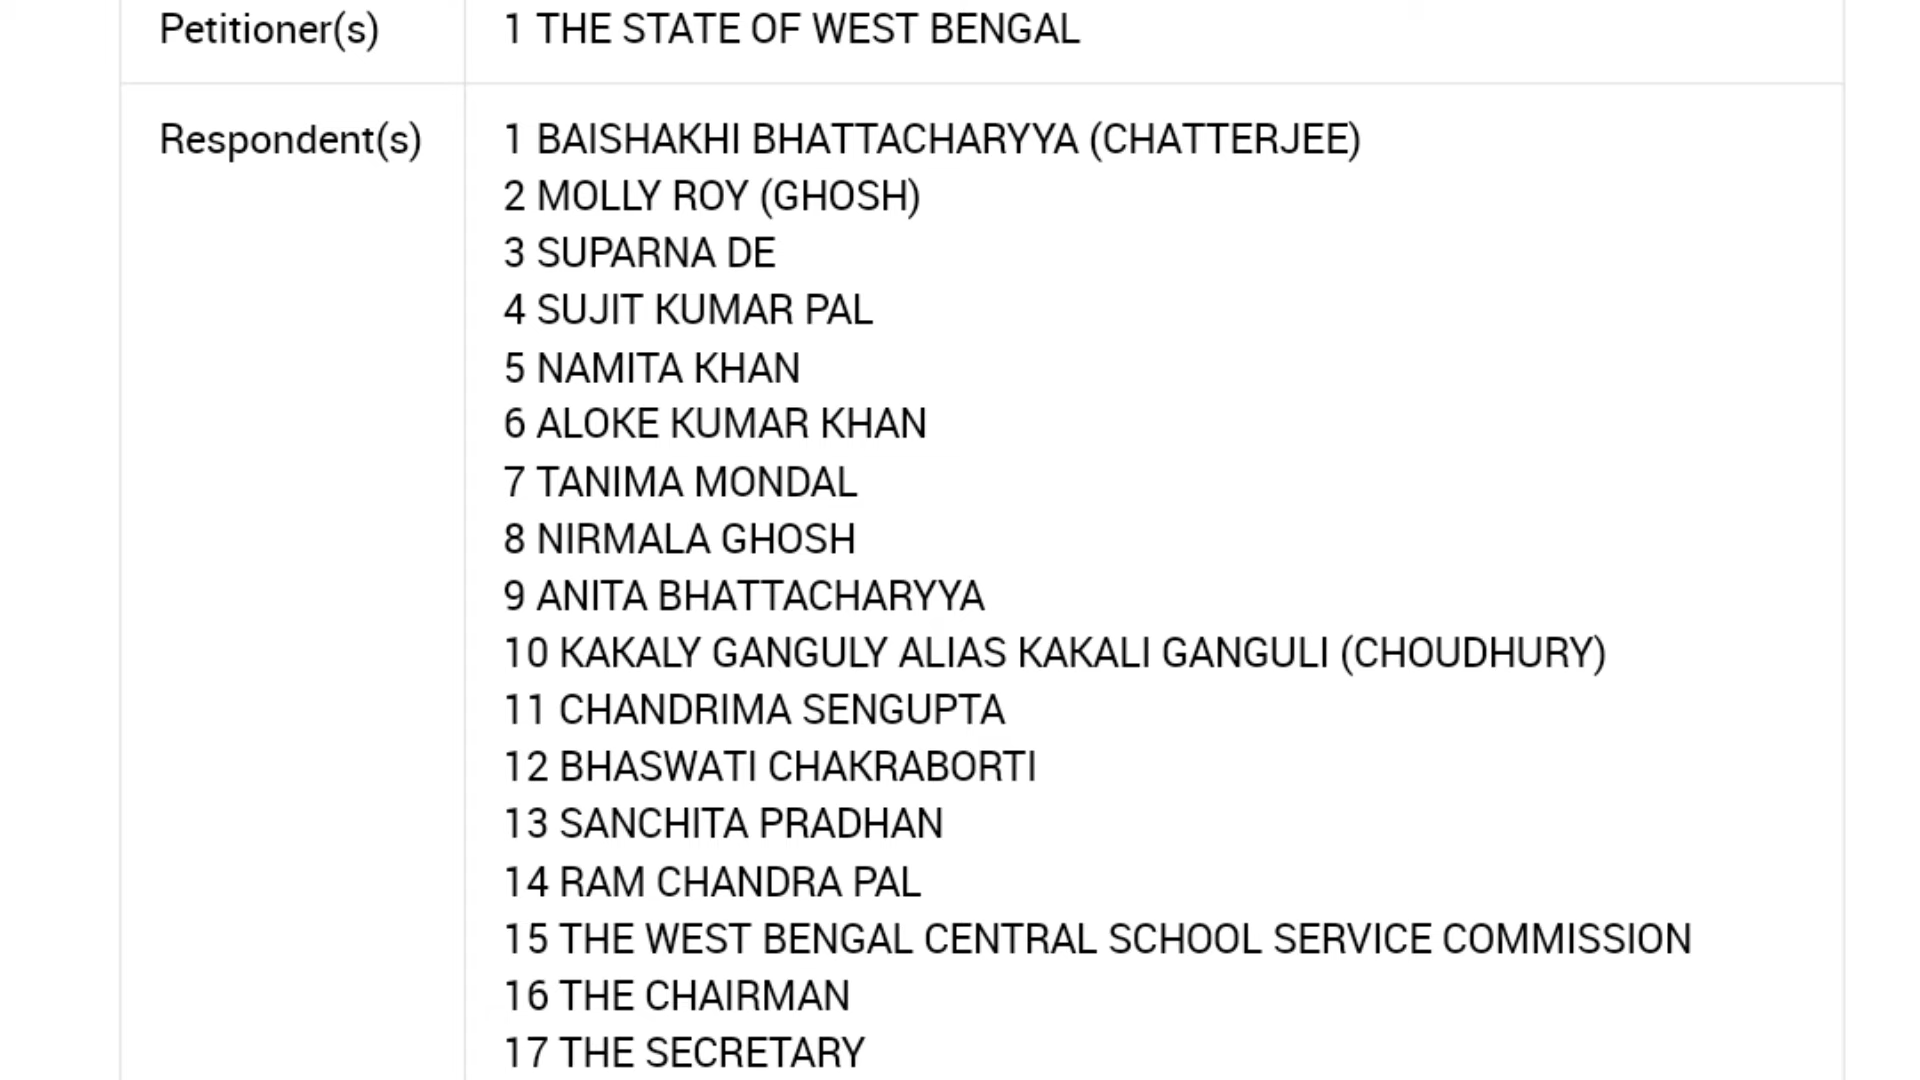 Petitioner(s) 1 THE STATE OF WEST BENGAL
Respondent(s) 1 BAISHAKHI BHATTACHARYYA (CHATTERJEE)
2 MOLLY ROY (GHOSH)
3 SUPARNA DE
4 SUJIT KUMAR PAL
5 NAMITA KHAN
6 ALOKE KUMAR KHAN
7 TANIMA MONDAL
8 NIRMALA GHOSH
9 ANITA BHATTACHARYYA
10 KAKALY GANGULY ALIAS KAKALI GANGULI (CHOUDHURY)
11 CHANDRIMA SENGUPTA
12 BHASWATI CHAKRABORTI
13 SANCHITA PRADHAN
14 RAM CHANDRA PAL
15 THE WEST BENGAL CENTRAL SCHOOL SERVICE COMMISSION
16 THE CHAIRMAN
17 THE SECRETARY